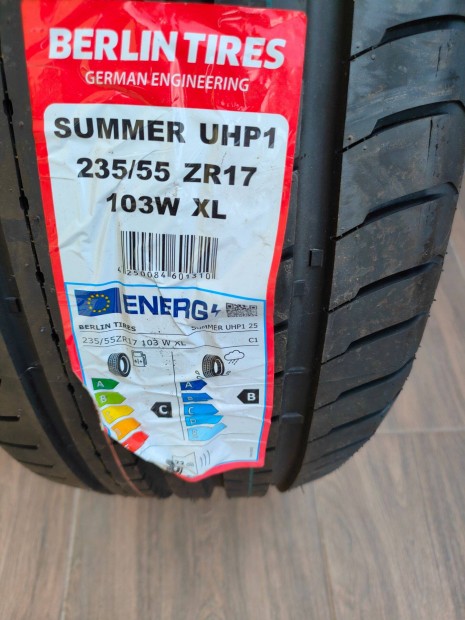 BERLIN TIRES
GERMAN ENGINEERING
SUMMER UHP1
235/55 ZR17
103W XL
4250084601310
ENERG
BERLIN TIRES SUMMER UHP1 25
235/55ZR17 103 W XL C1
A A
B B
C